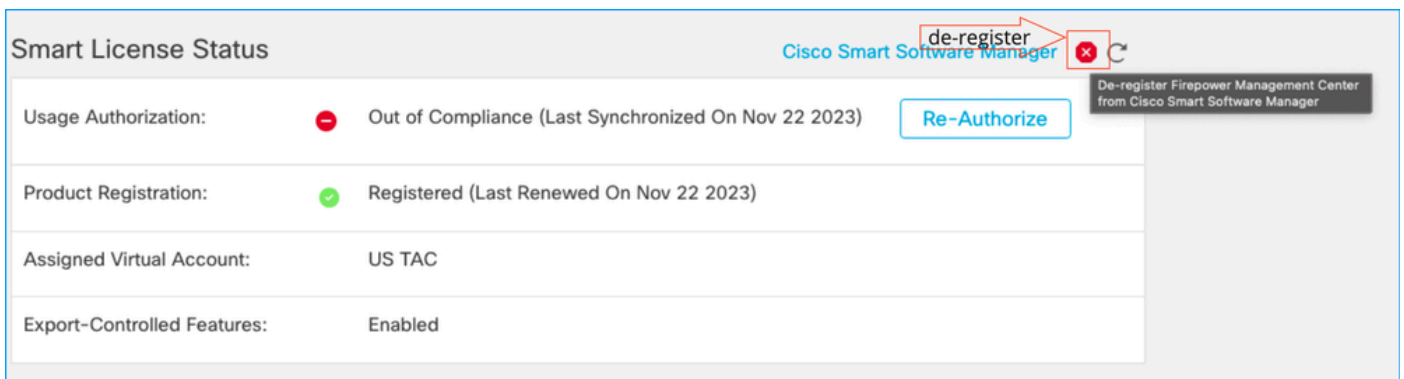 Smart License Status
de-register
Cisco Smart Software Manager
De-register Firepower Management Center
from Cisco Smart Software Manager
Usage Authorization: Out of Compliance (Last Synchronized On Nov 22 2023) Re-Authorize
Product Registration: Registered (Last Renewed On Nov 22 2023)
Assigned Virtual Account: US TAC
Export-Controlled Features: Enabled